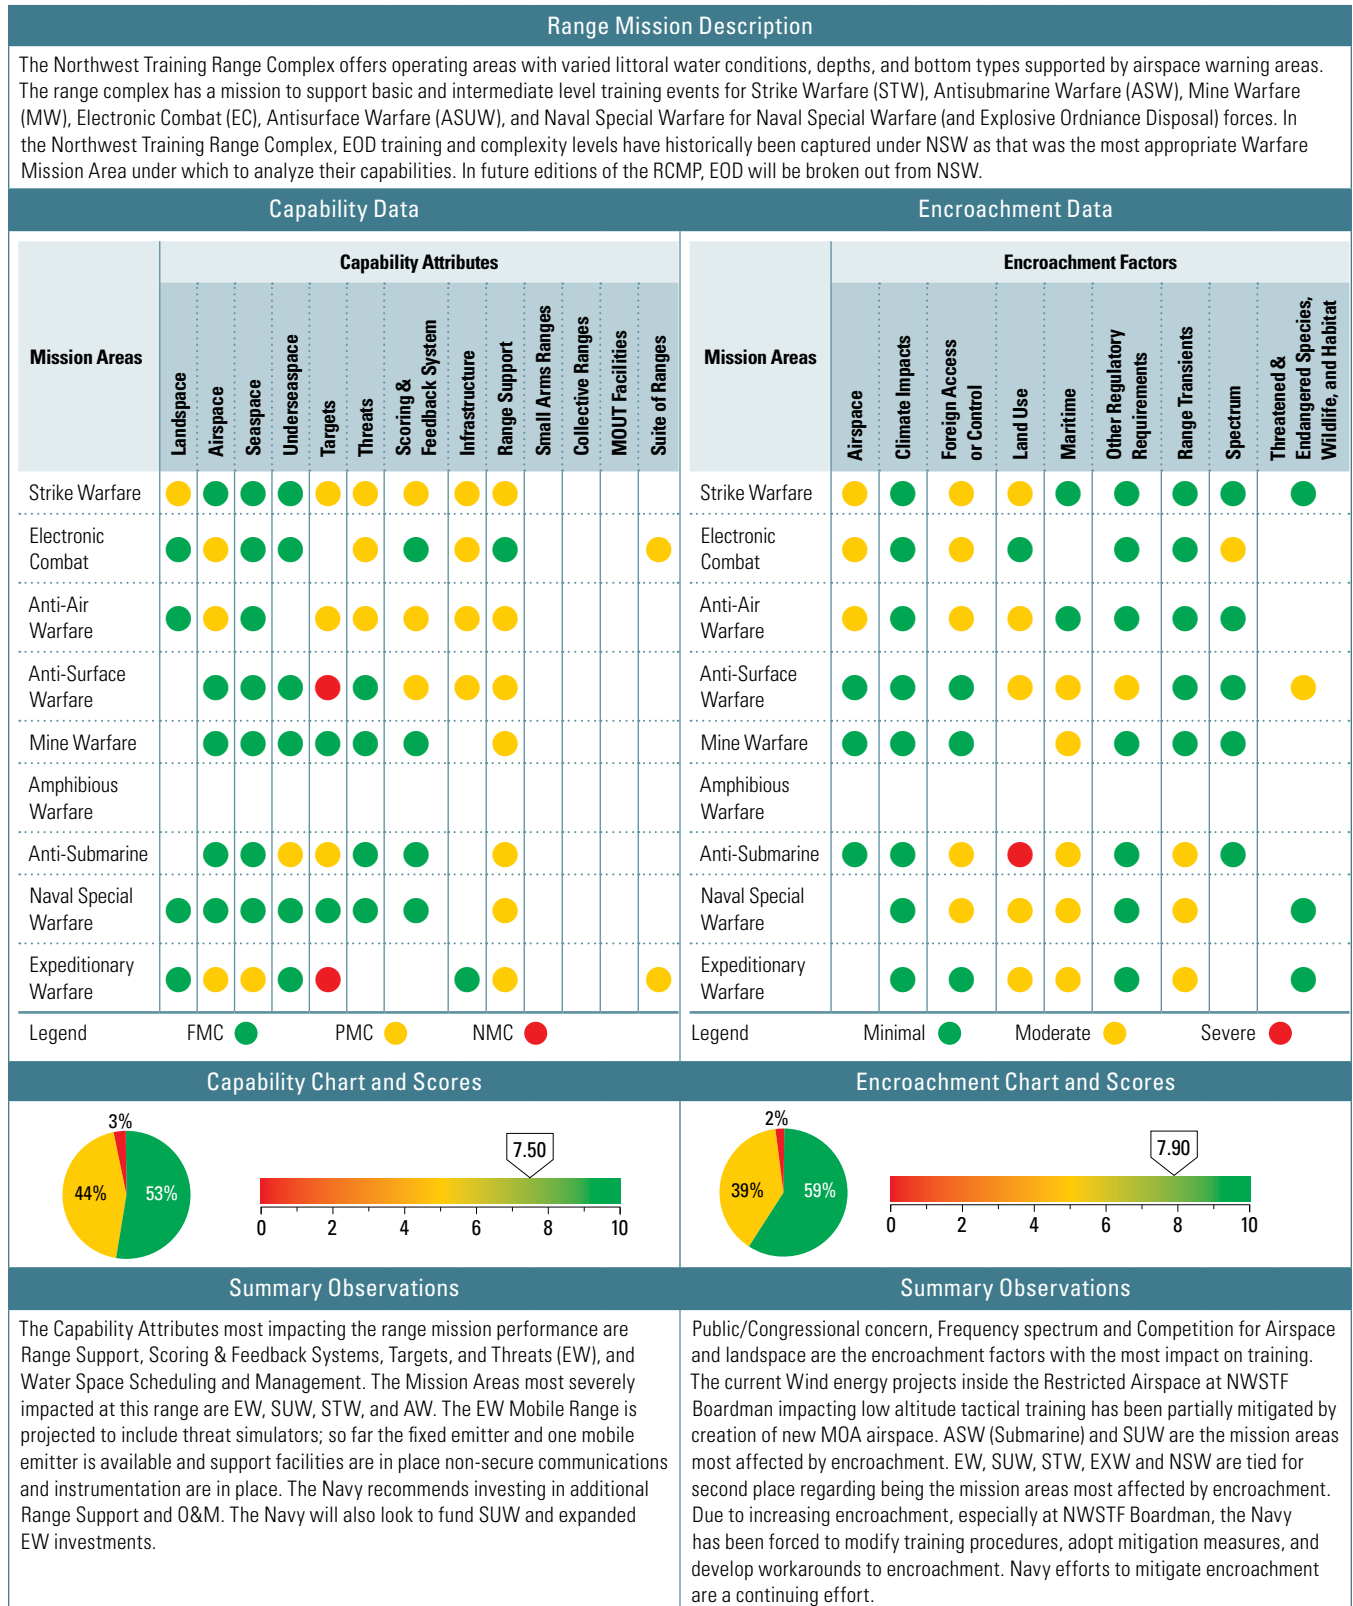 Range Mission Description
The Northwest Training Range Complex offers operating areas with varied littoral water conditions, depths, and bottom types supported by airspace warning areas.
The range complex has a mission to support basic and intermediate level training events for Strike Warfare (STW), Antisubmarine Warfare (ASW), Mine Warfare
(MW), Electronic Combat (EC), Antisurface Warfare (ASUW), and Naval Special Warfare for Naval Special Warfare (and Explosive Ordniance Disposal) forces. In
the Northwest Training Range Complex, EOD training and complexity levels have historically been captured under NSW as that was the most appropriate Warfare
Mission Area under which to analyze their capabilities. In future editions of the RCMP, EOD will be broken out from NSW.
Capability Data
Mission Areas
Capability Attributes
Landspace
Airspace
Seaspace
Underseaspace
Targets
Threats
Scoring &
Feedback System
Infrastructure
Range Support
Small Arms Ranges
Collective Ranges
MOUT Facilities
Suite of Ranges
Strike Warfare
Electronic
Combat
Anti-Air
Warfare
Anti-Surface
Warfare
Mine Warfare
Amphibious
Warfare
Anti-Submarine
Naval Special
Warfare
Expeditionary
Warfare
Legend FMC PMC NMC
Encroachment Data
Mission Areas
Encroachment Factors
Airspace
Climate Impacts
Foreign Access
or Control
Land Use
Maritime
Other Regulatory
Requirements
Range Transients
Spectrum
Threatened &
Endangered Species,
Wildlife, and Habitat
Strike Warfare
Electronic
Combat
Anti-Air
Warfare
Anti-Surface
Warfare
Mine Warfare
Amphibious
Warfare
Anti-Submarine
Naval Special
Warfare
Expeditionary
Warfare
Legend Minimal Moderate Severe
Capability Chart and Scores
3%
44%
53%
7.50
0 2 4 6 8 10
Encroachment Chart and Scores
2%
39%
59%
7.90
0 2 4 6 8 10
Summary Observations
The Capability Attributes most impacting the range mission performance are
Range Support, Scoring & Feedback Systems, Targets, and Threats (EW), and
Water Space Scheduling and Management. The Mission Areas most severely
impacted at this range are EW, SUW, STW, and AW. The EW Mobile Range is
projected to include threat simulators; so far the fixed emitter and one mobile
emitter is available and support facilities are in place non-secure communications
and instrumentation are in place. The Navy recommends investing in additional
Range Support and O&M. The Navy will also look to fund SUW and expanded
EW investments.
Summary Observations
Public/Congressional concern, Frequency spectrum and Competition for Airspace
and landspace are the encroachment factors with the most impact on training.
The current Wind energy projects inside the Restricted Airspace at NWSTF
Boardman impacting low altitude tactical training has been partially mitigated by
creation of new MOA airspace. ASW (Submarine) and SUW are the mission areas
most affected by encroachment. EW, SUW, STW, EXW and NSW are tied for
second place regarding being the mission areas most affected by encroachment.
Due to increasing encroachment, especially at NWSTF Boardman, the Navy
has been forced to modify training procedures, adopt mitigation measures, and
develop workarounds to encroachment. Navy efforts to mitigate encroachment
are a continuing effort.